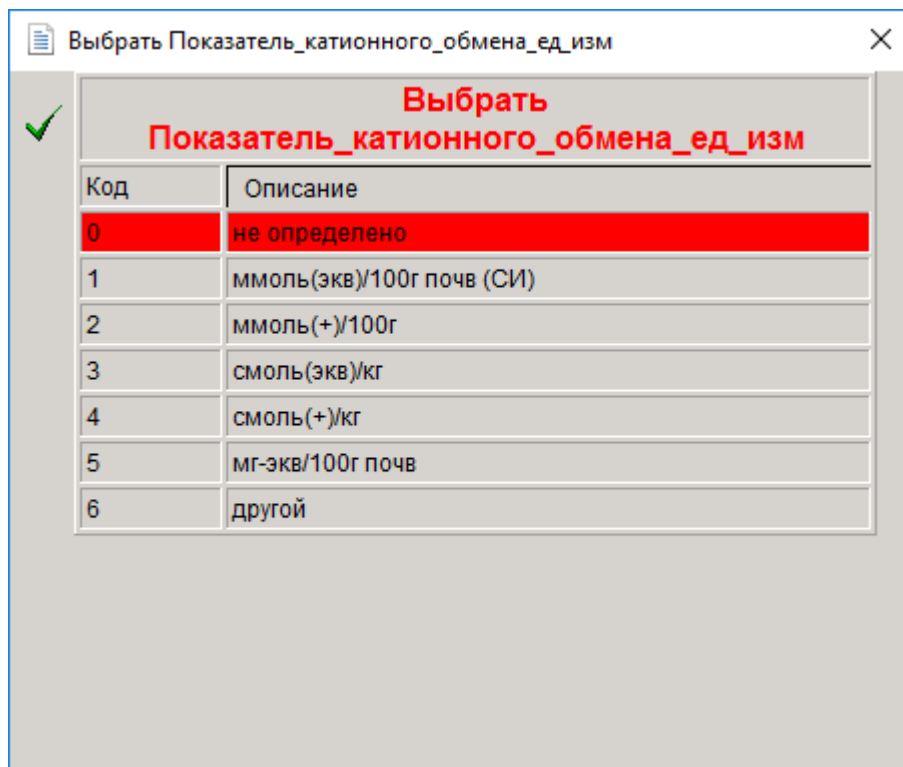 Выбрать Показатель_катионного_обмена_ед_изм
Выбрать
Показатель_катионного_обмена_ед_изм
Код Описание
0 не определено
1 ммоль(экв)/100г почв (СИ)
2 ммоль(+)/100г
3 смоль(экв)/кг
4 смоль(+)/кг
5 мг-экв/100г почв
6 другой